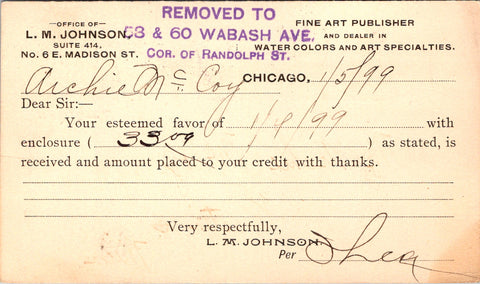 REMOVED TO
58 & 60 WABASH AVE.
COR. OF RANDOLPH ST.
—OFFICE OF—
L. M. JOHNSON,
SUITE 414,
No. 6 E. MADISON ST.
FINE ART PUBLISHER
AND DEALER IN
WATER COLORS AND ART SPECIALTIES.
Archie McCoy CHICAGO, 1/5/99
Dear Sir:—
Your esteemed favor of 1/4/99 with
enclosure ( 33.09 ) as stated, is
received and amount placed to your credit with thanks.
Very respectfully,
L. M. JOHNSON.
Per Shea